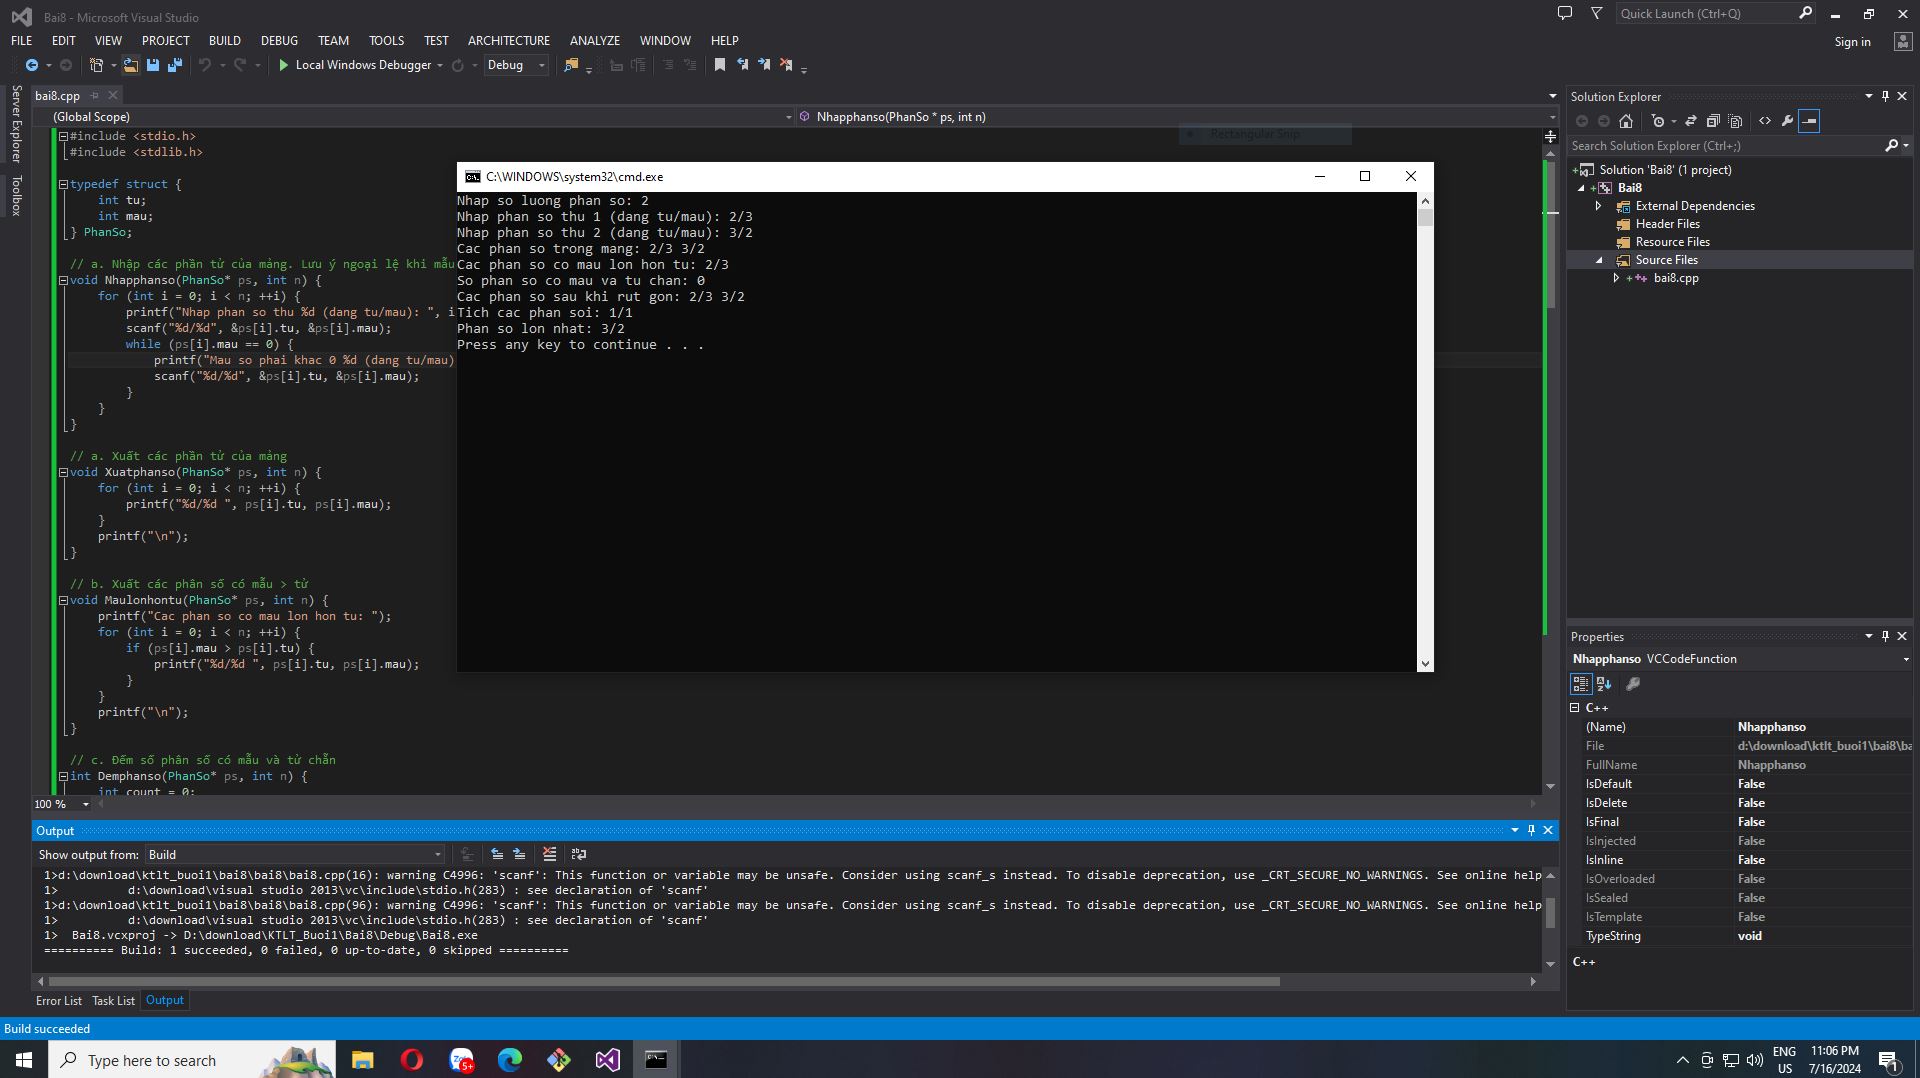 Bai8 - Microsoft Visual Studio
Quick Launch (Ctrl+Q)
FILE EDIT VIEW PROJECT BUILD DEBUG TEAM TOOLS TEST ARCHITECTURE ANALYZE WINDOW HELP
Sign in
Local Windows Debugger Debug
Server Explorer
Toolbox
bai8.cpp
(Global Scope)
Nhapphanso(PhanSo * ps, int n)
Rectangular Snip
#include <stdio.h>
#include <stdlib.h>
typedef struct {
int tu;
int mau;
} PhanSo;
// a. Nhập các phần tử của mảng. Lưu ý ngoại lệ khi mẫu
void Nhapphanso(PhanSo* ps, int n) {
for (int i = 0; i < n; ++i) {
printf("Nhap phan so thu %d (dang tu/mau): ", i
scanf("%d/%d", &ps[i].tu, &ps[i].mau);
while (ps[i].mau == 0) {
printf("Mau so phai khac 0 %d (dang tu/mau)
scanf("%d/%d", &ps[i].tu, &ps[i].mau);
}
}
}
// a. Xuất các phần tử của mảng
void Xuatphanso(PhanSo* ps, int n) {
for (int i = 0; i < n; ++i) {
printf("%d/%d ", ps[i].tu, ps[i].mau);
}
printf("\n");
}
// b. Xuất các phân số có mẫu > tử
void Maulonhontu(PhanSo* ps, int n) {
printf("Cac phan so co mau lon hon tu: ");
for (int i = 0; i < n; ++i) {
if (ps[i].mau > ps[i].tu) {
printf("%d/%d ", ps[i].tu, ps[i].mau);
}
}
printf("\n");
}
// c. Đếm số phân số có mẫu và tử chẵn
int Demphanso(PhanSo* ps, int n) {
int count = 0;
100 %
C:\WINDOWS\system32\cmd.exe
Nhap so luong phan so: 2
Nhap phan so thu 1 (dang tu/mau): 2/3
Nhap phan so thu 2 (dang tu/mau): 3/2
Cac phan so trong mang: 2/3 3/2
Cac phan so co mau lon hon tu: 2/3
So phan so co mau va tu chan: 0
Cac phan so sau khi rut gon: 2/3 3/2
Tich cac phan soi: 1/1
Phan so lon nhat: 3/2
Press any key to continue . . .
Solution Explorer
Search Solution Explorer (Ctrl+;)
Solution 'Bai8' (1 project)
Bai8
External Dependencies
Header Files
Resource Files
Source Files
bai8.cpp
Properties
Nhapphanso VCCodeFunction
C++
(Name) Nhapphanso
File d:\download\ktlt_buoi1\bai8\ba
FullName Nhapphanso
IsDefault False
IsDelete False
IsFinal False
IsInjected False
IsInline False
IsOverloaded False
IsSealed False
IsTemplate False
TypeString void
C++
Output
Show output from: Build
1>d:\download\ktlt_buoi1\bai8\bai8\bai8.cpp(16): warning C4996: 'scanf': This function or variable may be unsafe. Consider using scanf_s instead. To disable deprecation, use _CRT_SECURE_NO_WARNINGS. See online help
1> d:\download\visual studio 2013\vc\include\stdio.h(283) : see declaration of 'scanf'
1>d:\download\ktlt_buoi1\bai8\bai8\bai8.cpp(96): warning C4996: 'scanf': This function or variable may be unsafe. Consider using scanf_s instead. To disable deprecation, use _CRT_SECURE_NO_WARNINGS. See online help
1> d:\download\visual studio 2013\vc\include\stdio.h(283) : see declaration of 'scanf'
1> Bai8.vcxproj -> D:\download\KTLT_Buoi1\Bai8\Debug\Bai8.exe
========== Build: 1 succeeded, 0 failed, 0 up-to-date, 0 skipped ==========
Error List Task List Output
Build succeeded
Type here to search
5+
ENG
US
11:06 PM
7/16/2024
1